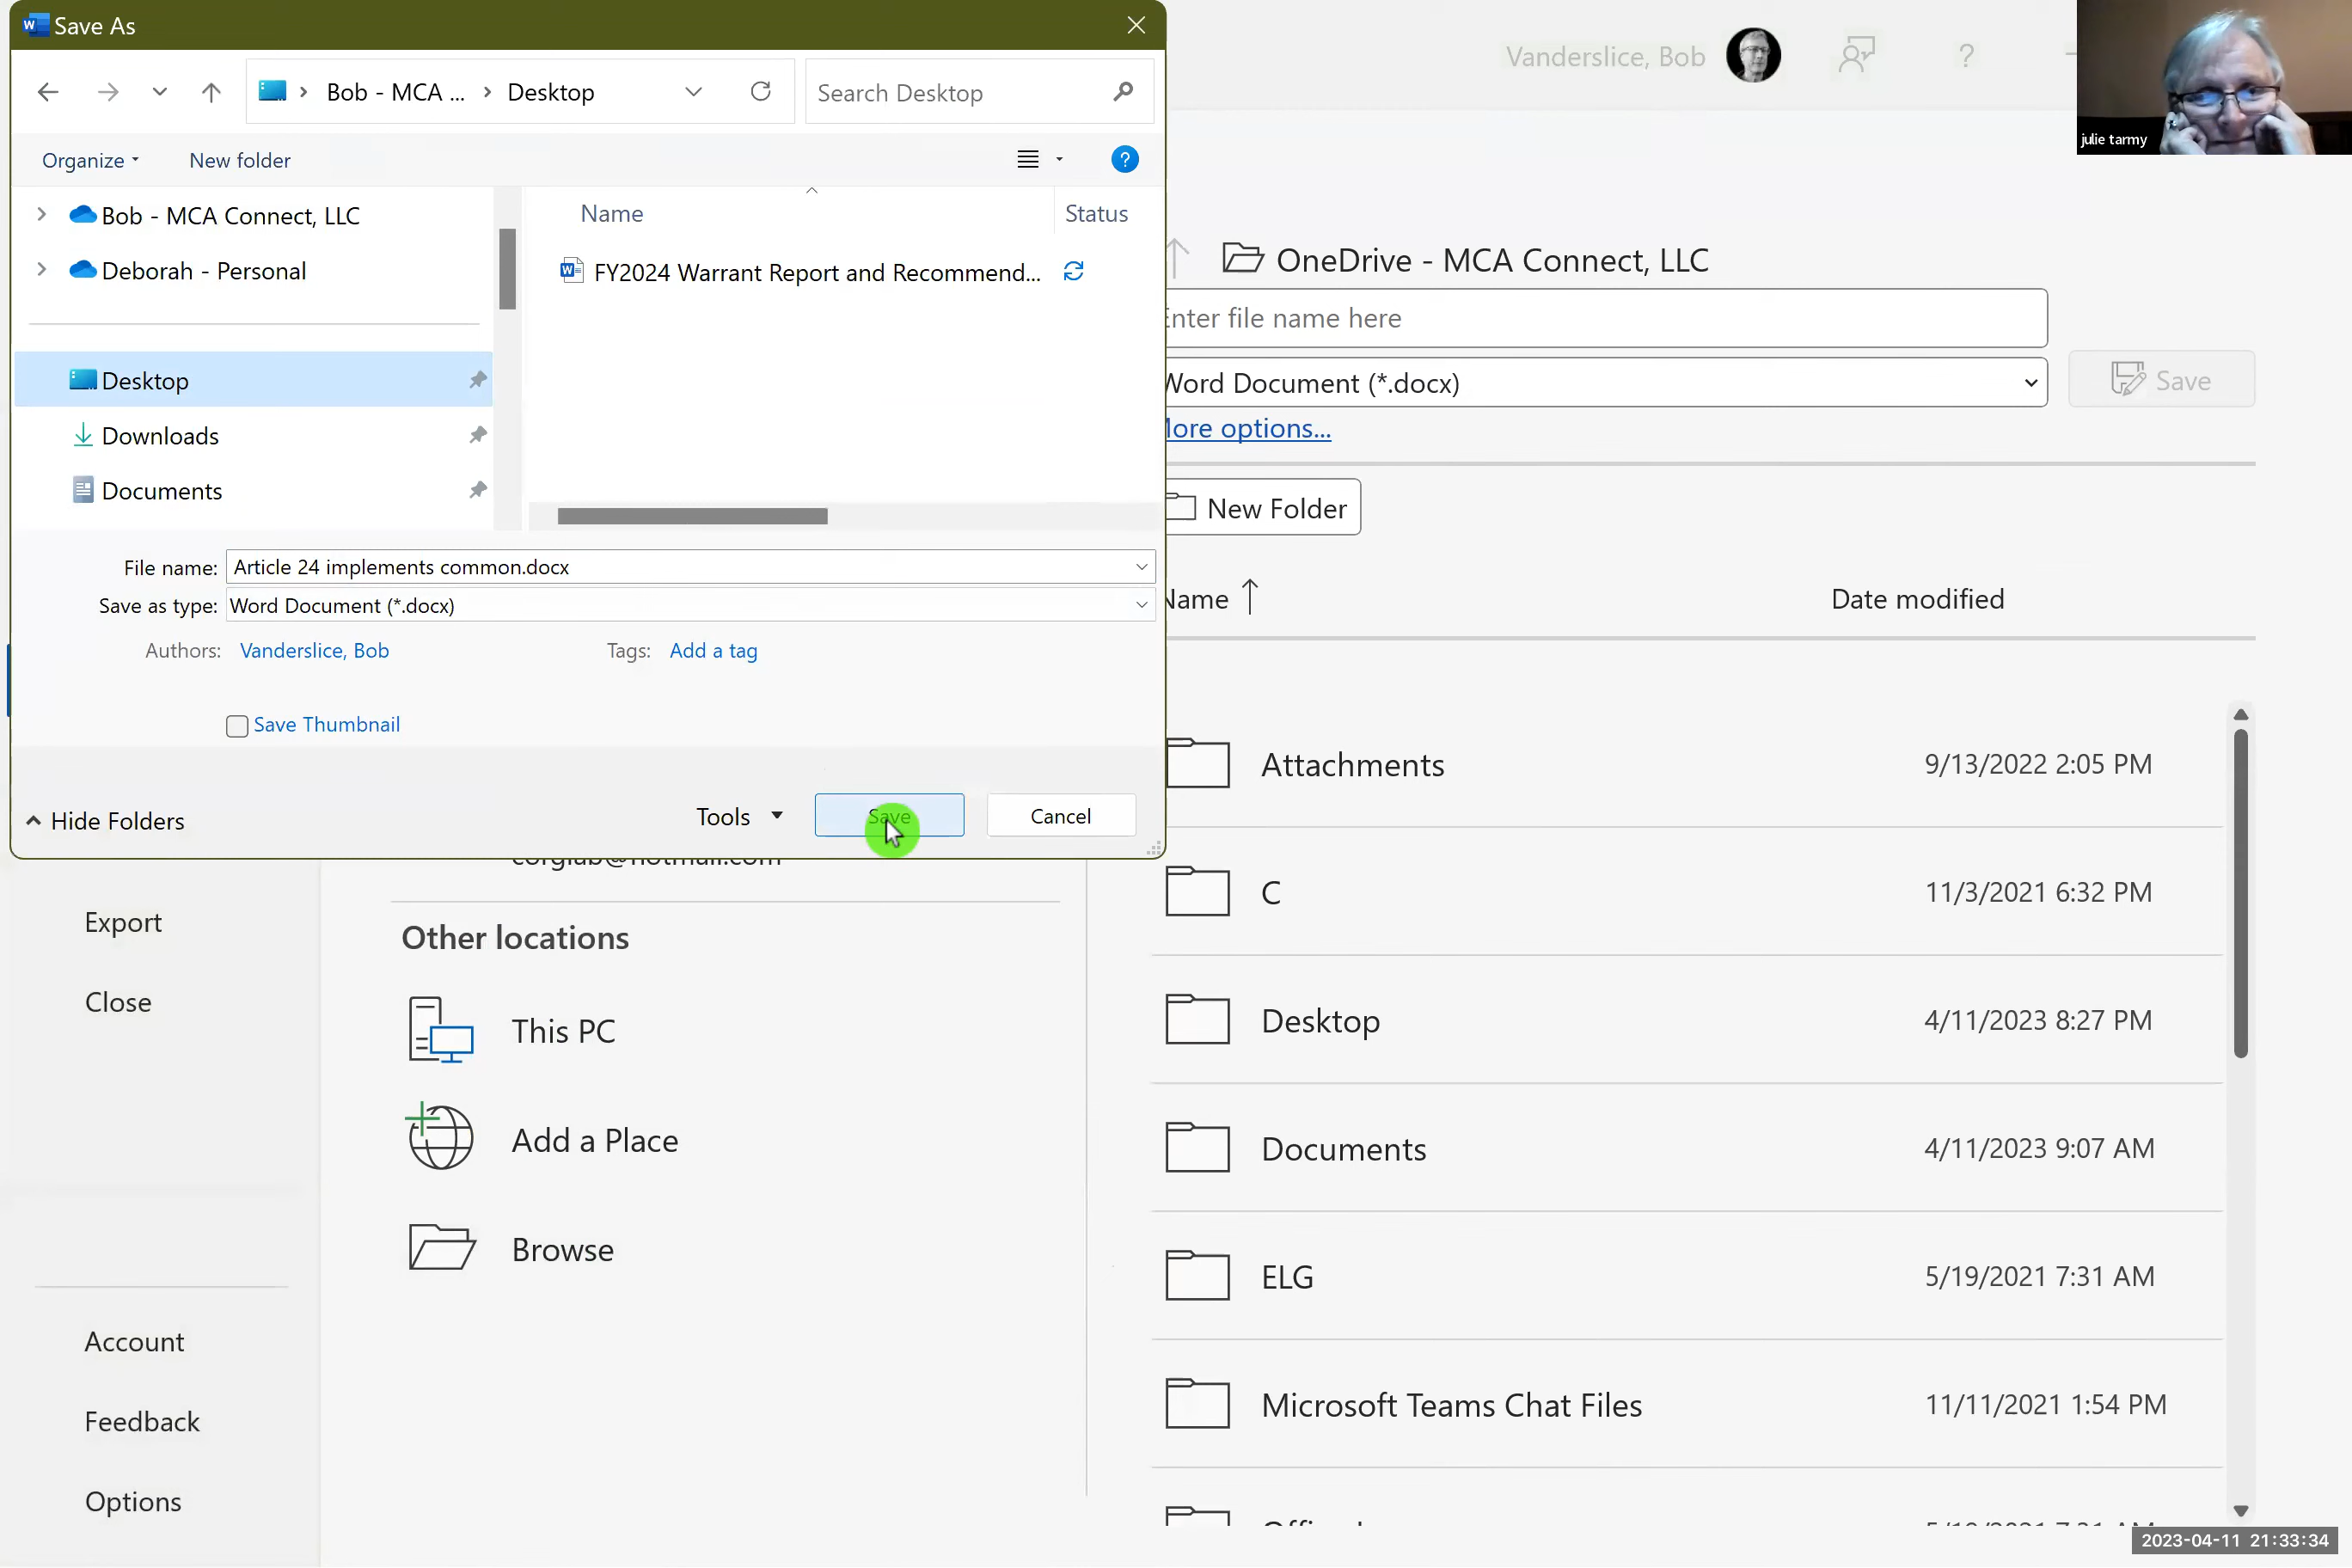 Save As
Vanderslice, Bob
?
julie tarmy
Bob - MCA ...
Desktop
Search Desktop
Organize
New folder
?
Bob - MCA Connect, LLC
Deborah - Personal
Name
Status
FY2024 Warrant Report and Recommend...
OneDrive - MCA Connect, LLC
Enter file name here
Desktop
Word Document (*.docx)
Save
Downloads
More options...
Documents
New Folder
File name:
Article 24 implements common.docx
Save as type:
Word Document (*.docx)
Name
Date modified
Authors:
Vanderslice, Bob
Tags:
Add a tag
Save Thumbnail
Attachments
9/13/2022 2:05 PM
Hide Folders
Tools
Save
Cancel
C
11/3/2021 6:32 PM
Export
Other locations
Close
This PC
Desktop
4/11/2023 8:27 PM
Add a Place
Documents
4/11/2023 9:07 AM
Browse
ELG
5/19/2021 7:31 AM
Account
Microsoft Teams Chat Files
11/11/2021 1:54 PM
Feedback
Options
2023-04-11 21:33:34